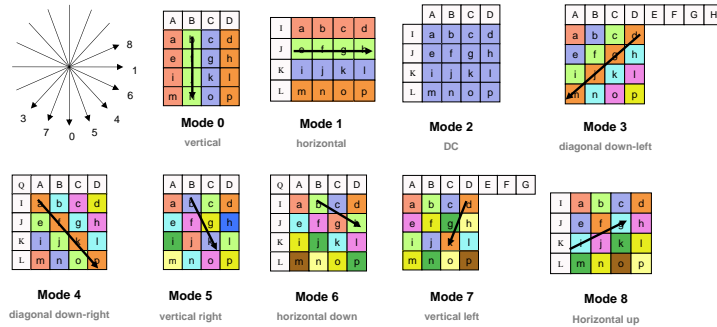 8
1
6
4
5
0
7
3
A B C D
a b c d
e f g h
i k l
m k o p
Mode 0
vertical
I a b c d
J e f g h
K i j k l
L m n o p
Mode 1
horizontal
A B C D
I a b c d
J e f g h
K i j k l
L m n o p
Mode 2
DC
A B C D E F G H
a b c d
e f g h
i j k l
m n o p
Mode 3
diagonal down-left
Q A B C D
I a b c d
J e f g h
K i j k l
L m n o p
Mode 4
diagonal down-right
A B C D
a b c d
e f g h
i j k l
m n o p
Mode 5
vertical right
Q A B C D
I a b c d
J e f g h
K i j k l
L m n o p
Mode 6
horizontal down
A B C D E F G
a b c d
e f g h
i j k l
m n o p
Mode 7
vertical left
I a b c d
J e f g h
K i j k l
L m n o p
Mode 8
Horizontal up